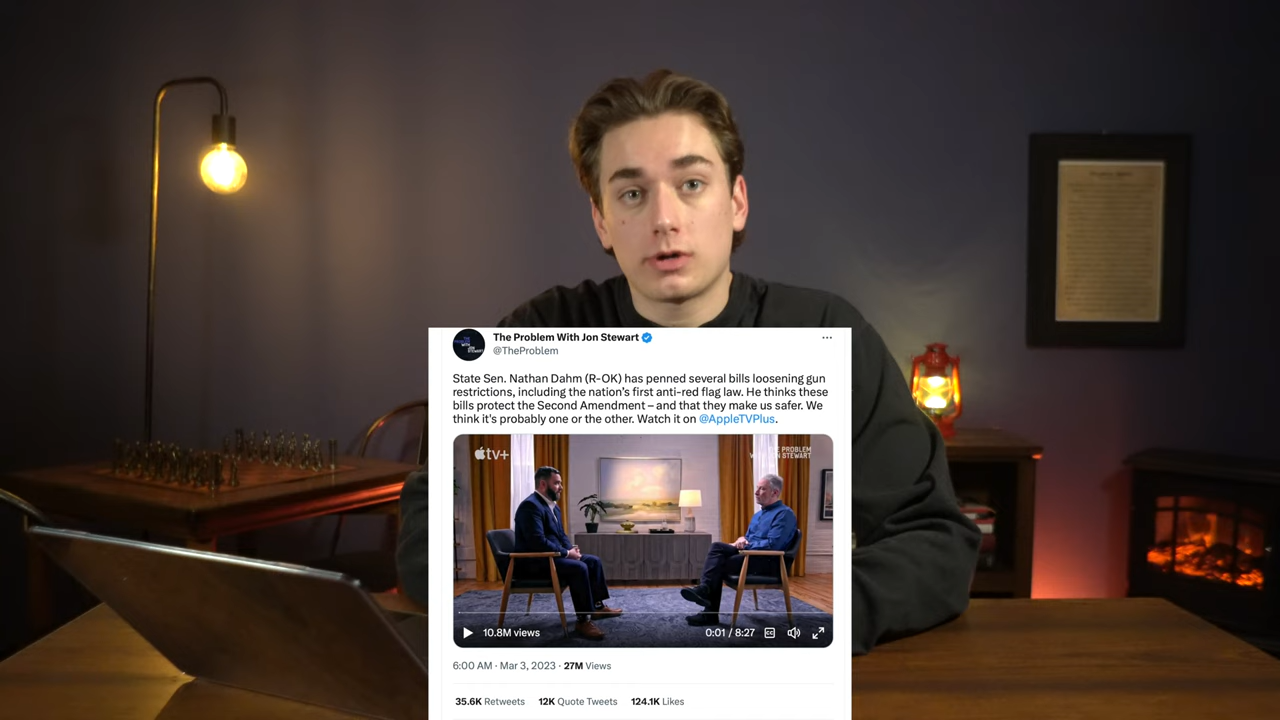 The Problem With Jon Stewart
@TheProblem
State Sen. Nathan Dahm (R-OK) has penned several bills loosening gun
restrictions, including the nation's first anti-red flag law. He thinks these
bills protect the Second Amendment – and that they make us safer. We
think it's probably one or the other. Watch it on @AppleTVPlus.
tv+
THE PROBLEM
WITH JON STEWART
10.8M views
0:01 / 8:27
CC
6:00 AM · Mar 3, 2023 · 27M Views
35.6K Retweets 12K Quote Tweets 124.1K Likes